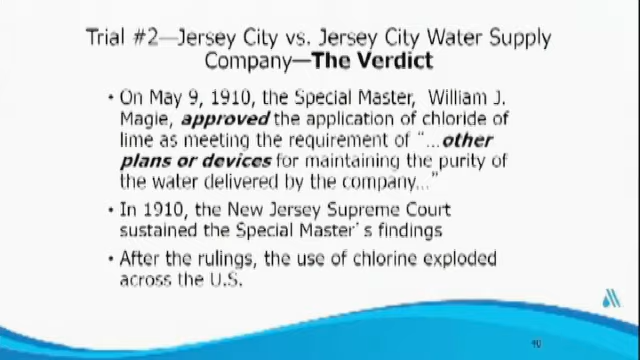 Trial #2—Jersey City vs. Jersey City Water Supply
Company—The Verdict
• On May 9, 1910, the Special Master, William J.
Magie, approved the application of chloride of
lime as meeting the requirement of “…other
plans or devices for maintaining the purity of
the water delivered by the company…”
• In 1910, the New Jersey Supreme Court
sustained the Special Master's findings
• After the rulings, the use of chlorine exploded
across the U.S.
40